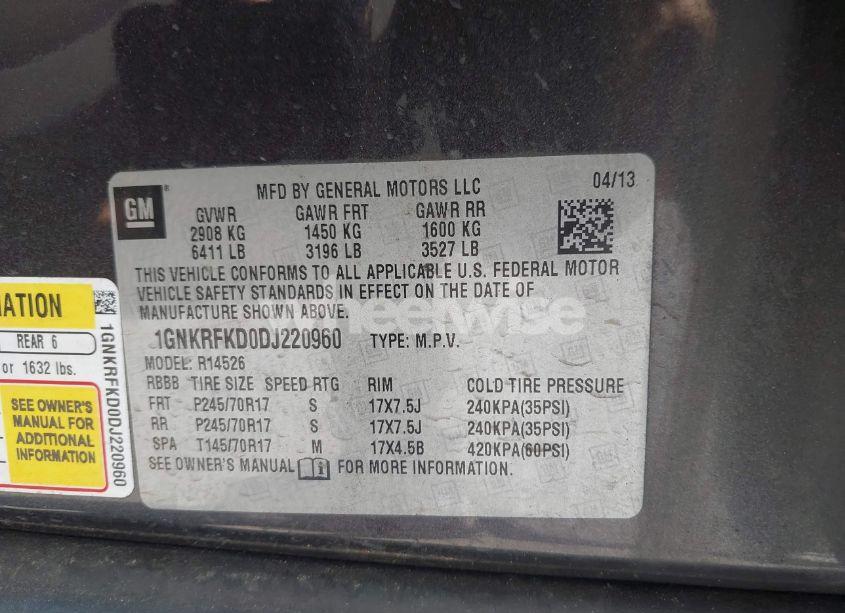 GM
MFD BY GENERAL MOTORS LLC 04/13
GVWR GAWR FRT GAWR RR
2908 KG 1450 KG 1600 KG
6411 LB 3196 LB 3527 LB
THIS VEHICLE CONFORMS TO ALL APPLICABLE U.S. FEDERAL MOTOR
VEHICLE SAFETY STANDARDS IN EFFECT ON THE DATE OF
MANUFACTURE SHOWN ABOVE.
1GNKRFKD0DJ220960 TYPE: M.P.V.
MODEL: R14526
RBBB TIRE SIZE SPEED RTG RIM COLD TIRE PRESSURE
FRT P245/70R17 S 17X7.5J 240KPA(35PSI)
RR P245/70R17 S 17X7.5J 240KPA(35PSI)
SPA T145/70R17 M 17X4.5B 420KPA(60PSI)
SEE OWNER'S MANUAL FOR MORE INFORMATION.
MATION
REAR 6
or 1632 lbs.
SEE OWNER'S
MANUAL FOR
ADDITIONAL
INFORMATION
1GNKRFKD0DJ220960
wheelwise